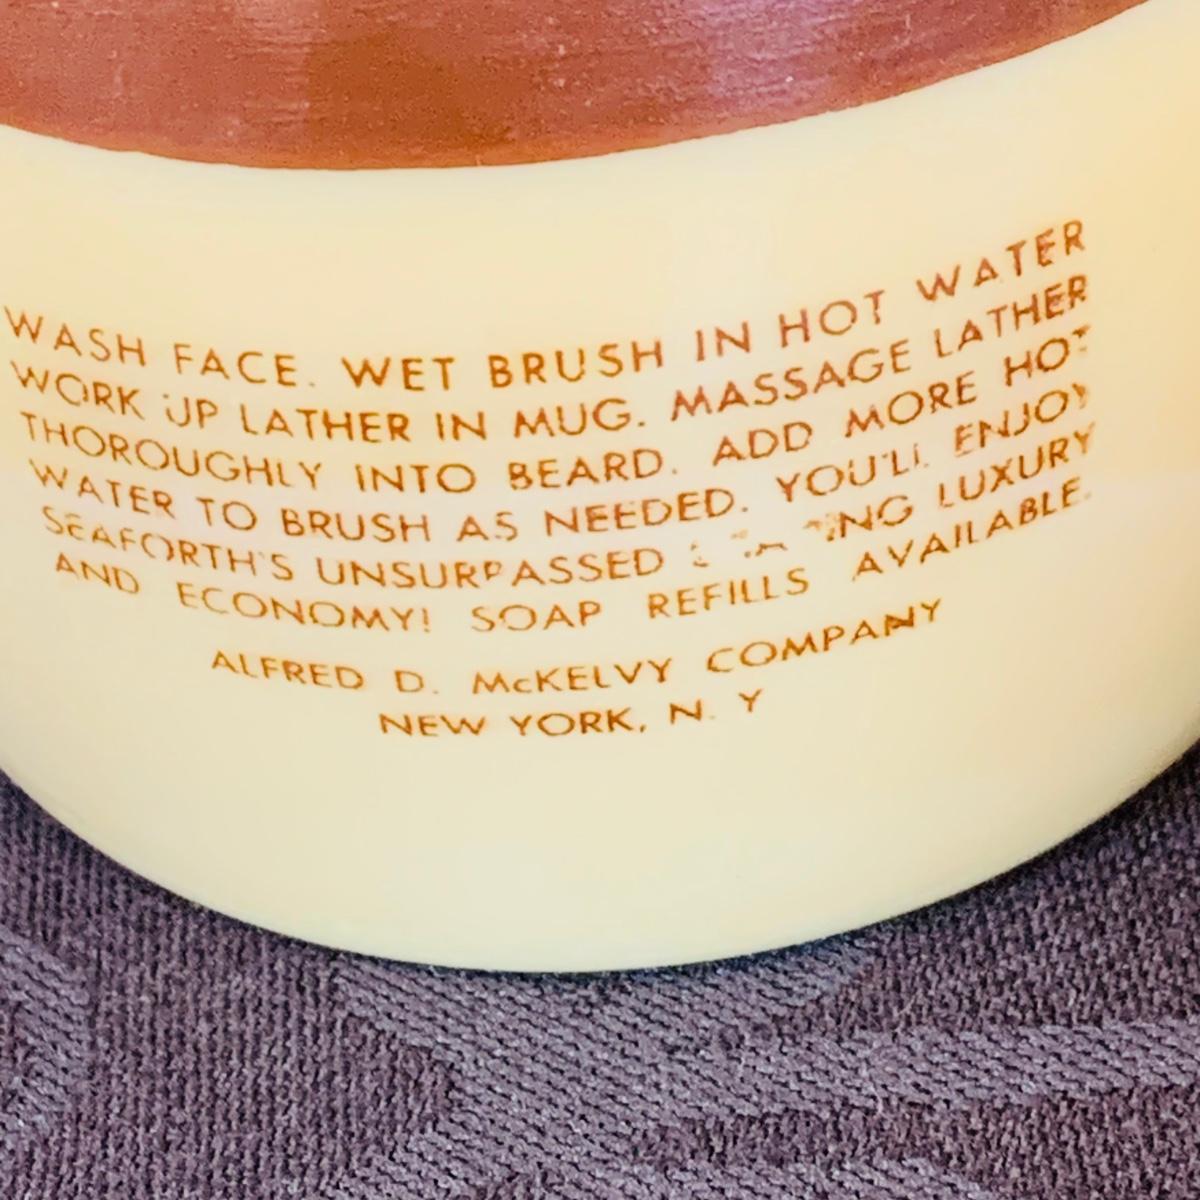 WASH FACE. WET BRUSH IN HOT WATER
WORK UP LATHER IN MUG. MASSAGE LATHER
THOROUGHLY INTO BEARD. ADD MORE HOT
WATER TO BRUSH AS NEEDED. YOU'LL ENJOY
SEAFORTH'S UNSURPASSED LUXURY
AND ECONOMY! SOAP REFILLS AVAILABLE.
ALFRED D. McKELVY COMPANY
NEW YORK, N. Y